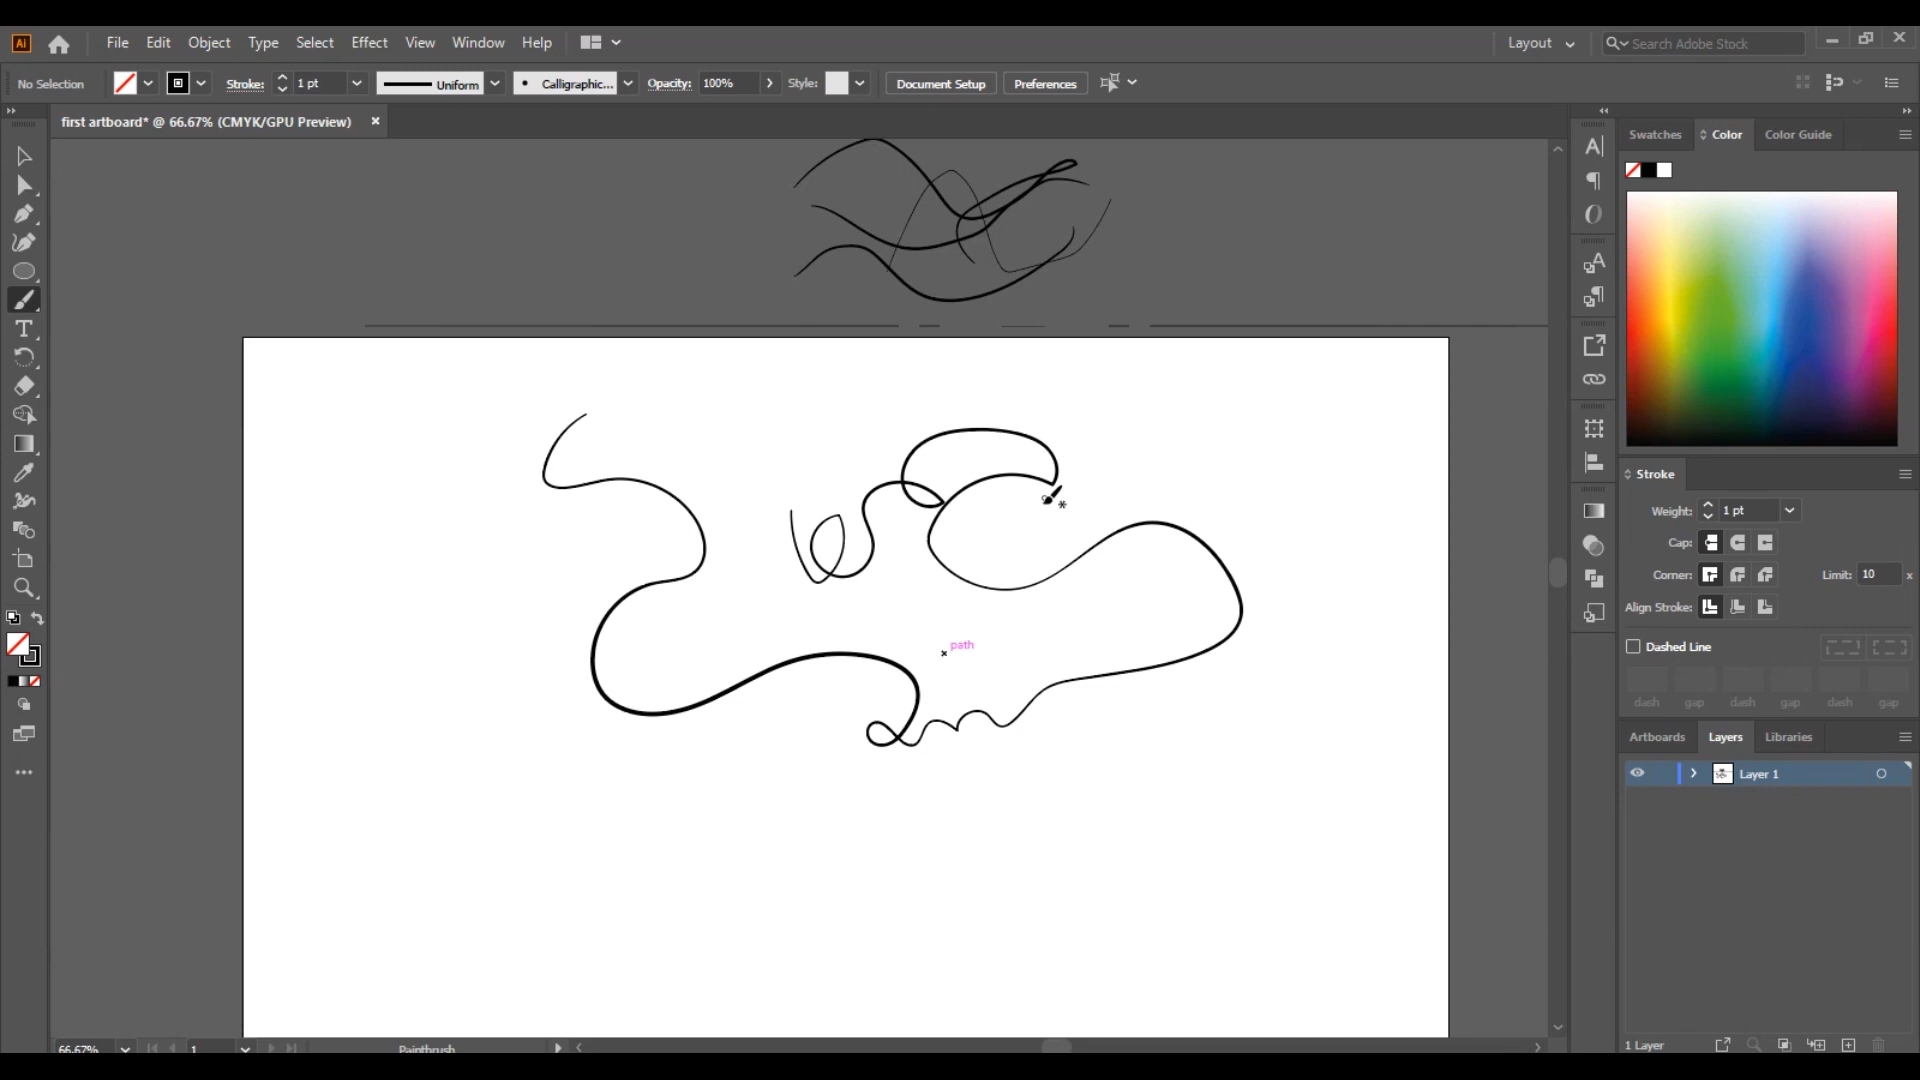 Ai File Edit Object Type Select Effect View Window Help Layout Search Adobe Stock
No Selection Stroke: 1 pt Uniform Calligraphic... Opacity: 100% Style: Document Setup Preferences
first artboard* @ 66.67% (CMYK/GPU Preview)
Swatches Color Color Guide
Stroke
Weight: 1 pt
Cap:
Corner: Limit: 10 x
Align Stroke:
path
Dashed Line
dash gap dash gap dash gap
Artboards Layers Libraries
Layer 1
1 Layer
66.67% 1 Paintbrush